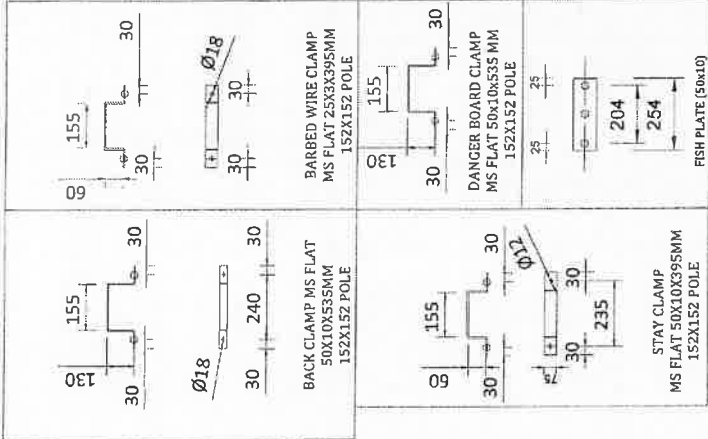 30
155
130
30
Ø18
30
240
30
BACK CLAMP MS FLAT
50X10X535MM
152X152 POLE
30
155
60
30
Ø18
30
30
BARBED WIRE CLAMP
MS FLAT 25X3X395MM
152X152 POLE
30
155
60
30
Ø12
30
235
30
STAY CLAMP
MS FLAT 50X10X395MM
152X152 POLE
155
130
30
30
DANGER BOARD CLAMP
MS FLAT 50x10x535 MM
152X152 POLE
25
25
204
254
FISH PLATE (50x10)